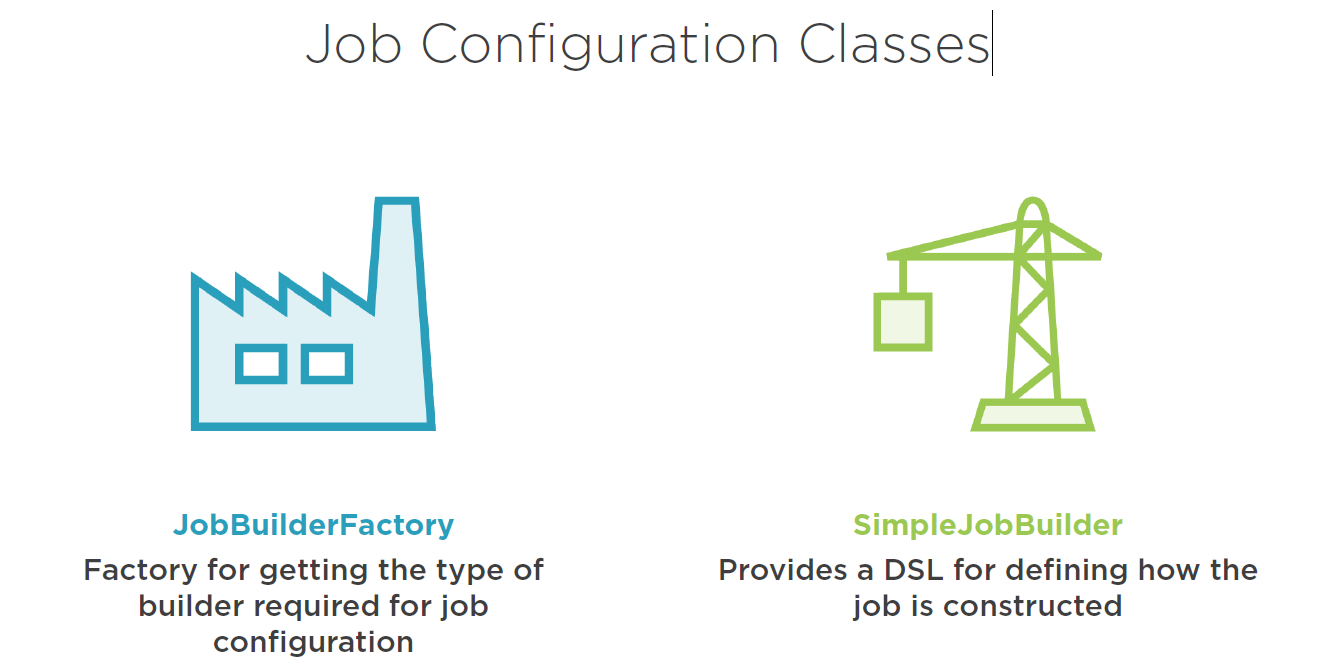 Job Configuration Classes
JobBuilderFactory
Factory for getting the type of
builder required for job
configuration
SimpleJobBuilder
Provides a DSL for defining how the
job is constructed